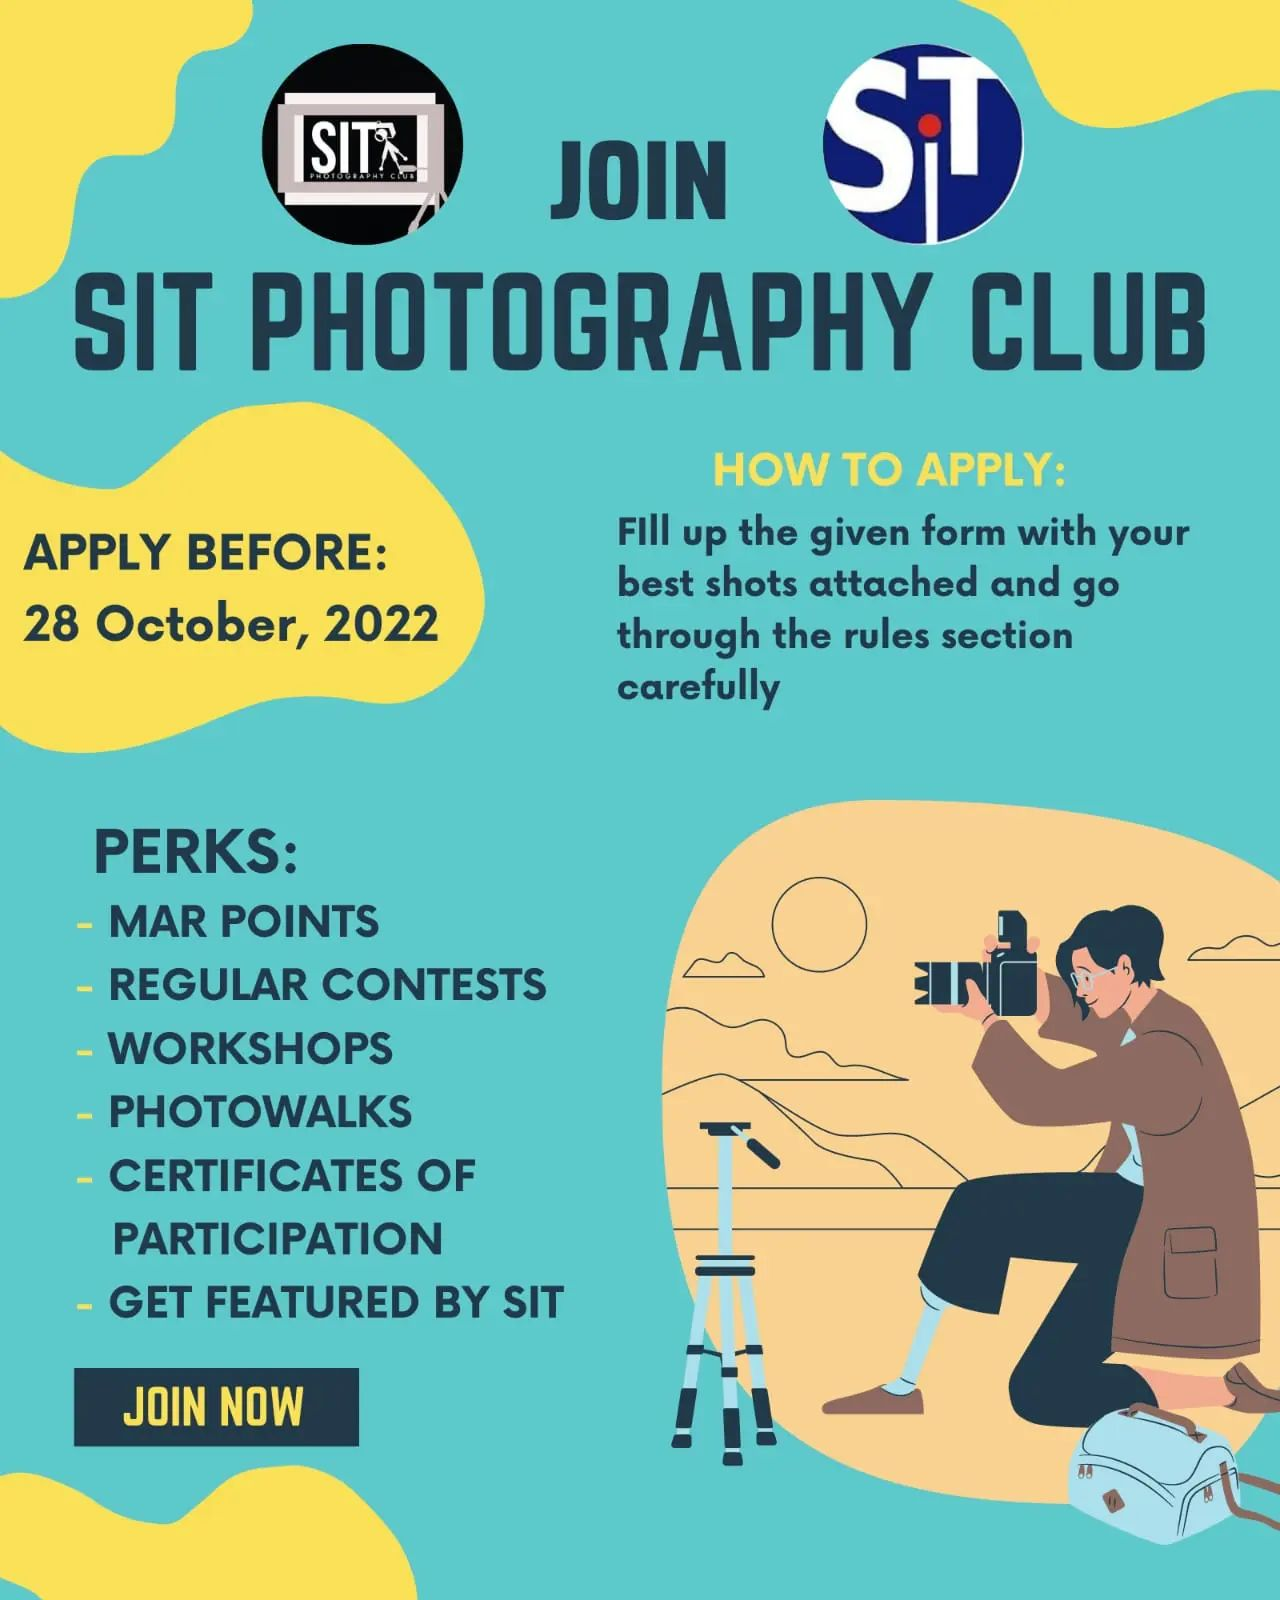 SIT
PHOTOGRAPHY CLUB
SiT
JOIN
SIT PHOTOGRAPHY CLUB
APPLY BEFORE:
28 October, 2022
HOW TO APPLY:
FIll up the given form with your
best shots attached and go
through the rules section
carefully
PERKS:
- MAR POINTS
- REGULAR CONTESTS
- WORKSHOPS
- PHOTOWALKS
- CERTIFICATES OF
PARTICIPATION
- GET FEATURED BY SIT
JOIN NOW